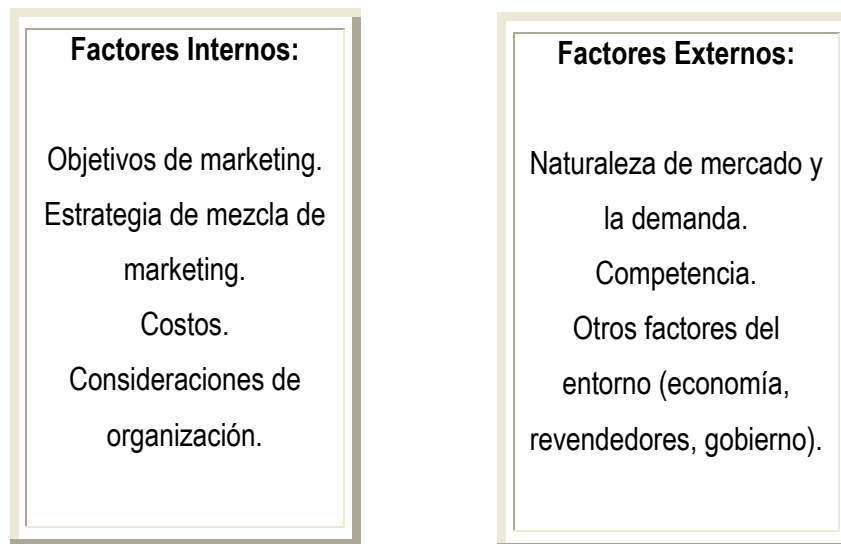 Factores Internos:
Objetivos de marketing.
Estrategia de mezcla de
marketing.
Costos.
Consideraciones de
organización.
Factores Externos:
Naturaleza de mercado y
la demanda.
Competencia.
Otros factores del
entorno (economía,
revendedores, gobierno).